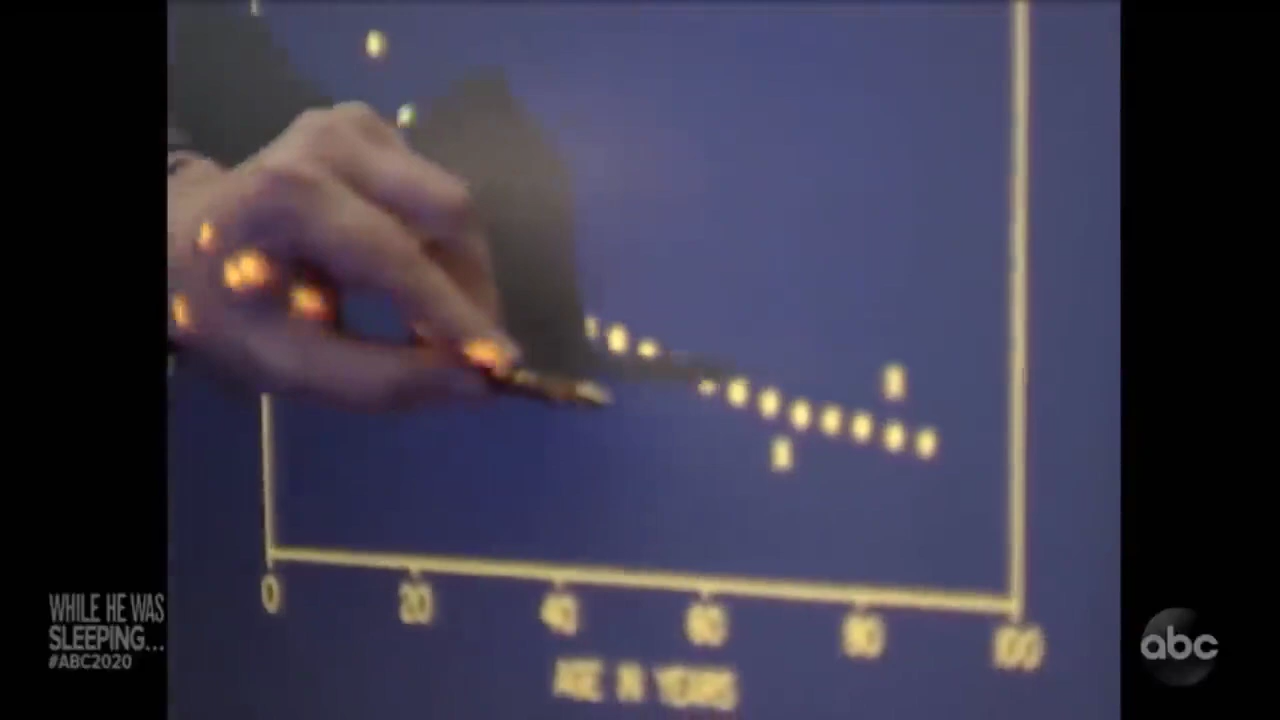 0
20
40
60
80
100
AGE IN YEARS
WHILE HE WAS
SLEEPING...
#ABC2020
abc